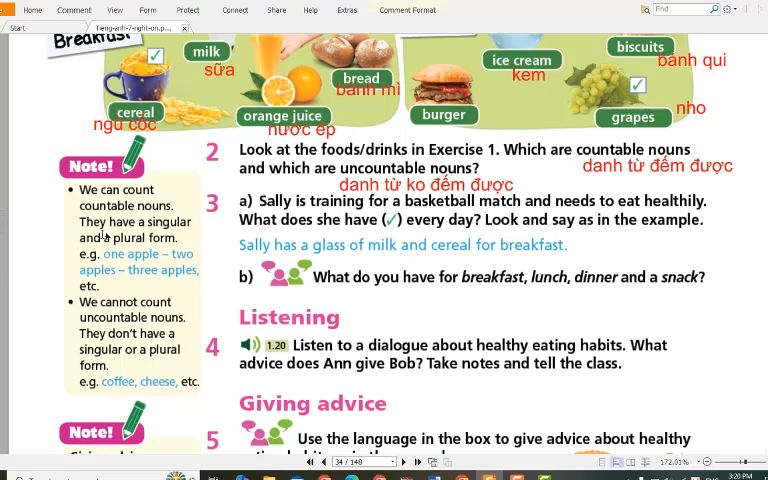 Home Comment View Form Protect Connect Share Help Extras Comment Format
Find
Start Tieng-anh-7-right-on.p...
Breakfast
milk
sữa
bread
bánh mì
cereal
ngũ cốc
orange juice
nước ép
ice cream
kem
biscuits
bánh qui
burger
grapes
nho
2 Look at the foods/drinks in Exercise 1. Which are countable nouns
and which are uncountable nouns?
danh từ đếm được
danh từ ko đếm được
Note!
• We can count
countable nouns.
They have a singular
and a plural form.
e.g. one apple – two
apples – three apples,
etc.
• We cannot count
uncountable nouns.
They don't have a
singular or a plural
form.
e.g. coffee, cheese, etc.
3 a) Sally is training for a basketball match and needs to eat healthily.
What does she have (✓) every day? Look and say as in the example.
Sally has a glass of milk and cereal for breakfast.
b) What do you have for breakfast, lunch, dinner and a snack?
Listening
4 1.20 Listen to a dialogue about healthy eating habits. What
advice does Ann give Bob? Take notes and tell the class.
Giving advice
Note!
5 Use the language in the box to give advice about healthy
34 / 148
172.01%
ENG
3:20 PM